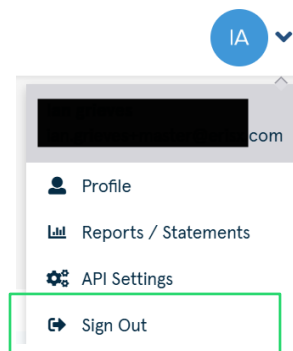 IA
com
Profile
Reports / Statements
API Settings
Sign Out